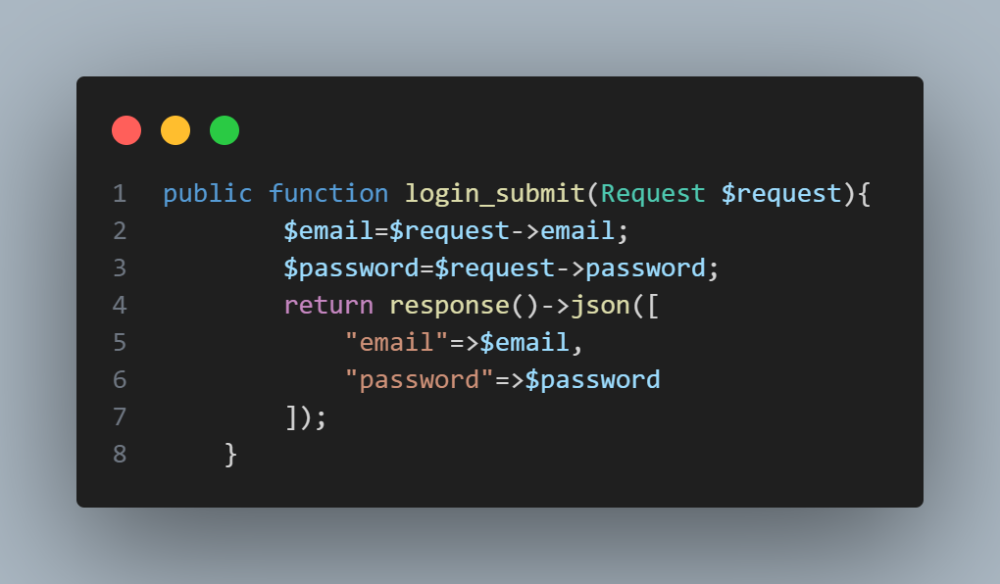 1 public function login_submit(Request $request){
2 $email=$request->email;
3 $password=$request->password;
4 return response()->json([
5 "email"=>$email,
6 "password"=>$password
7 ]);
8 }